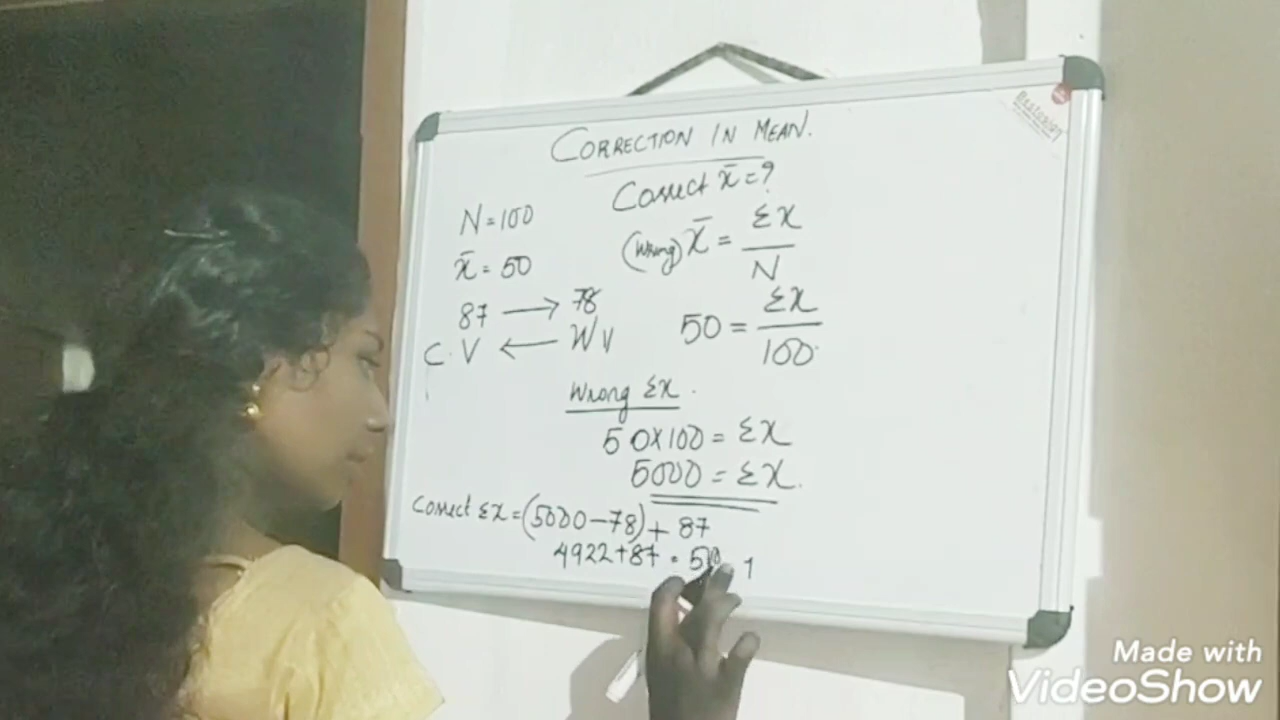 CORRECTION IN MEAN.
Correct x̄ = ?
N = 100
(Wrong) x̄ = Σx / N
x̄ = 50
87 → 78
50 = Σx / 100
C.V ← WV
Wrong Σx.
50×100 = Σx
5000 = Σx.
Correct Σx = (5000 − 78) + 87
4922 + 87 =
Made with
VideoShow